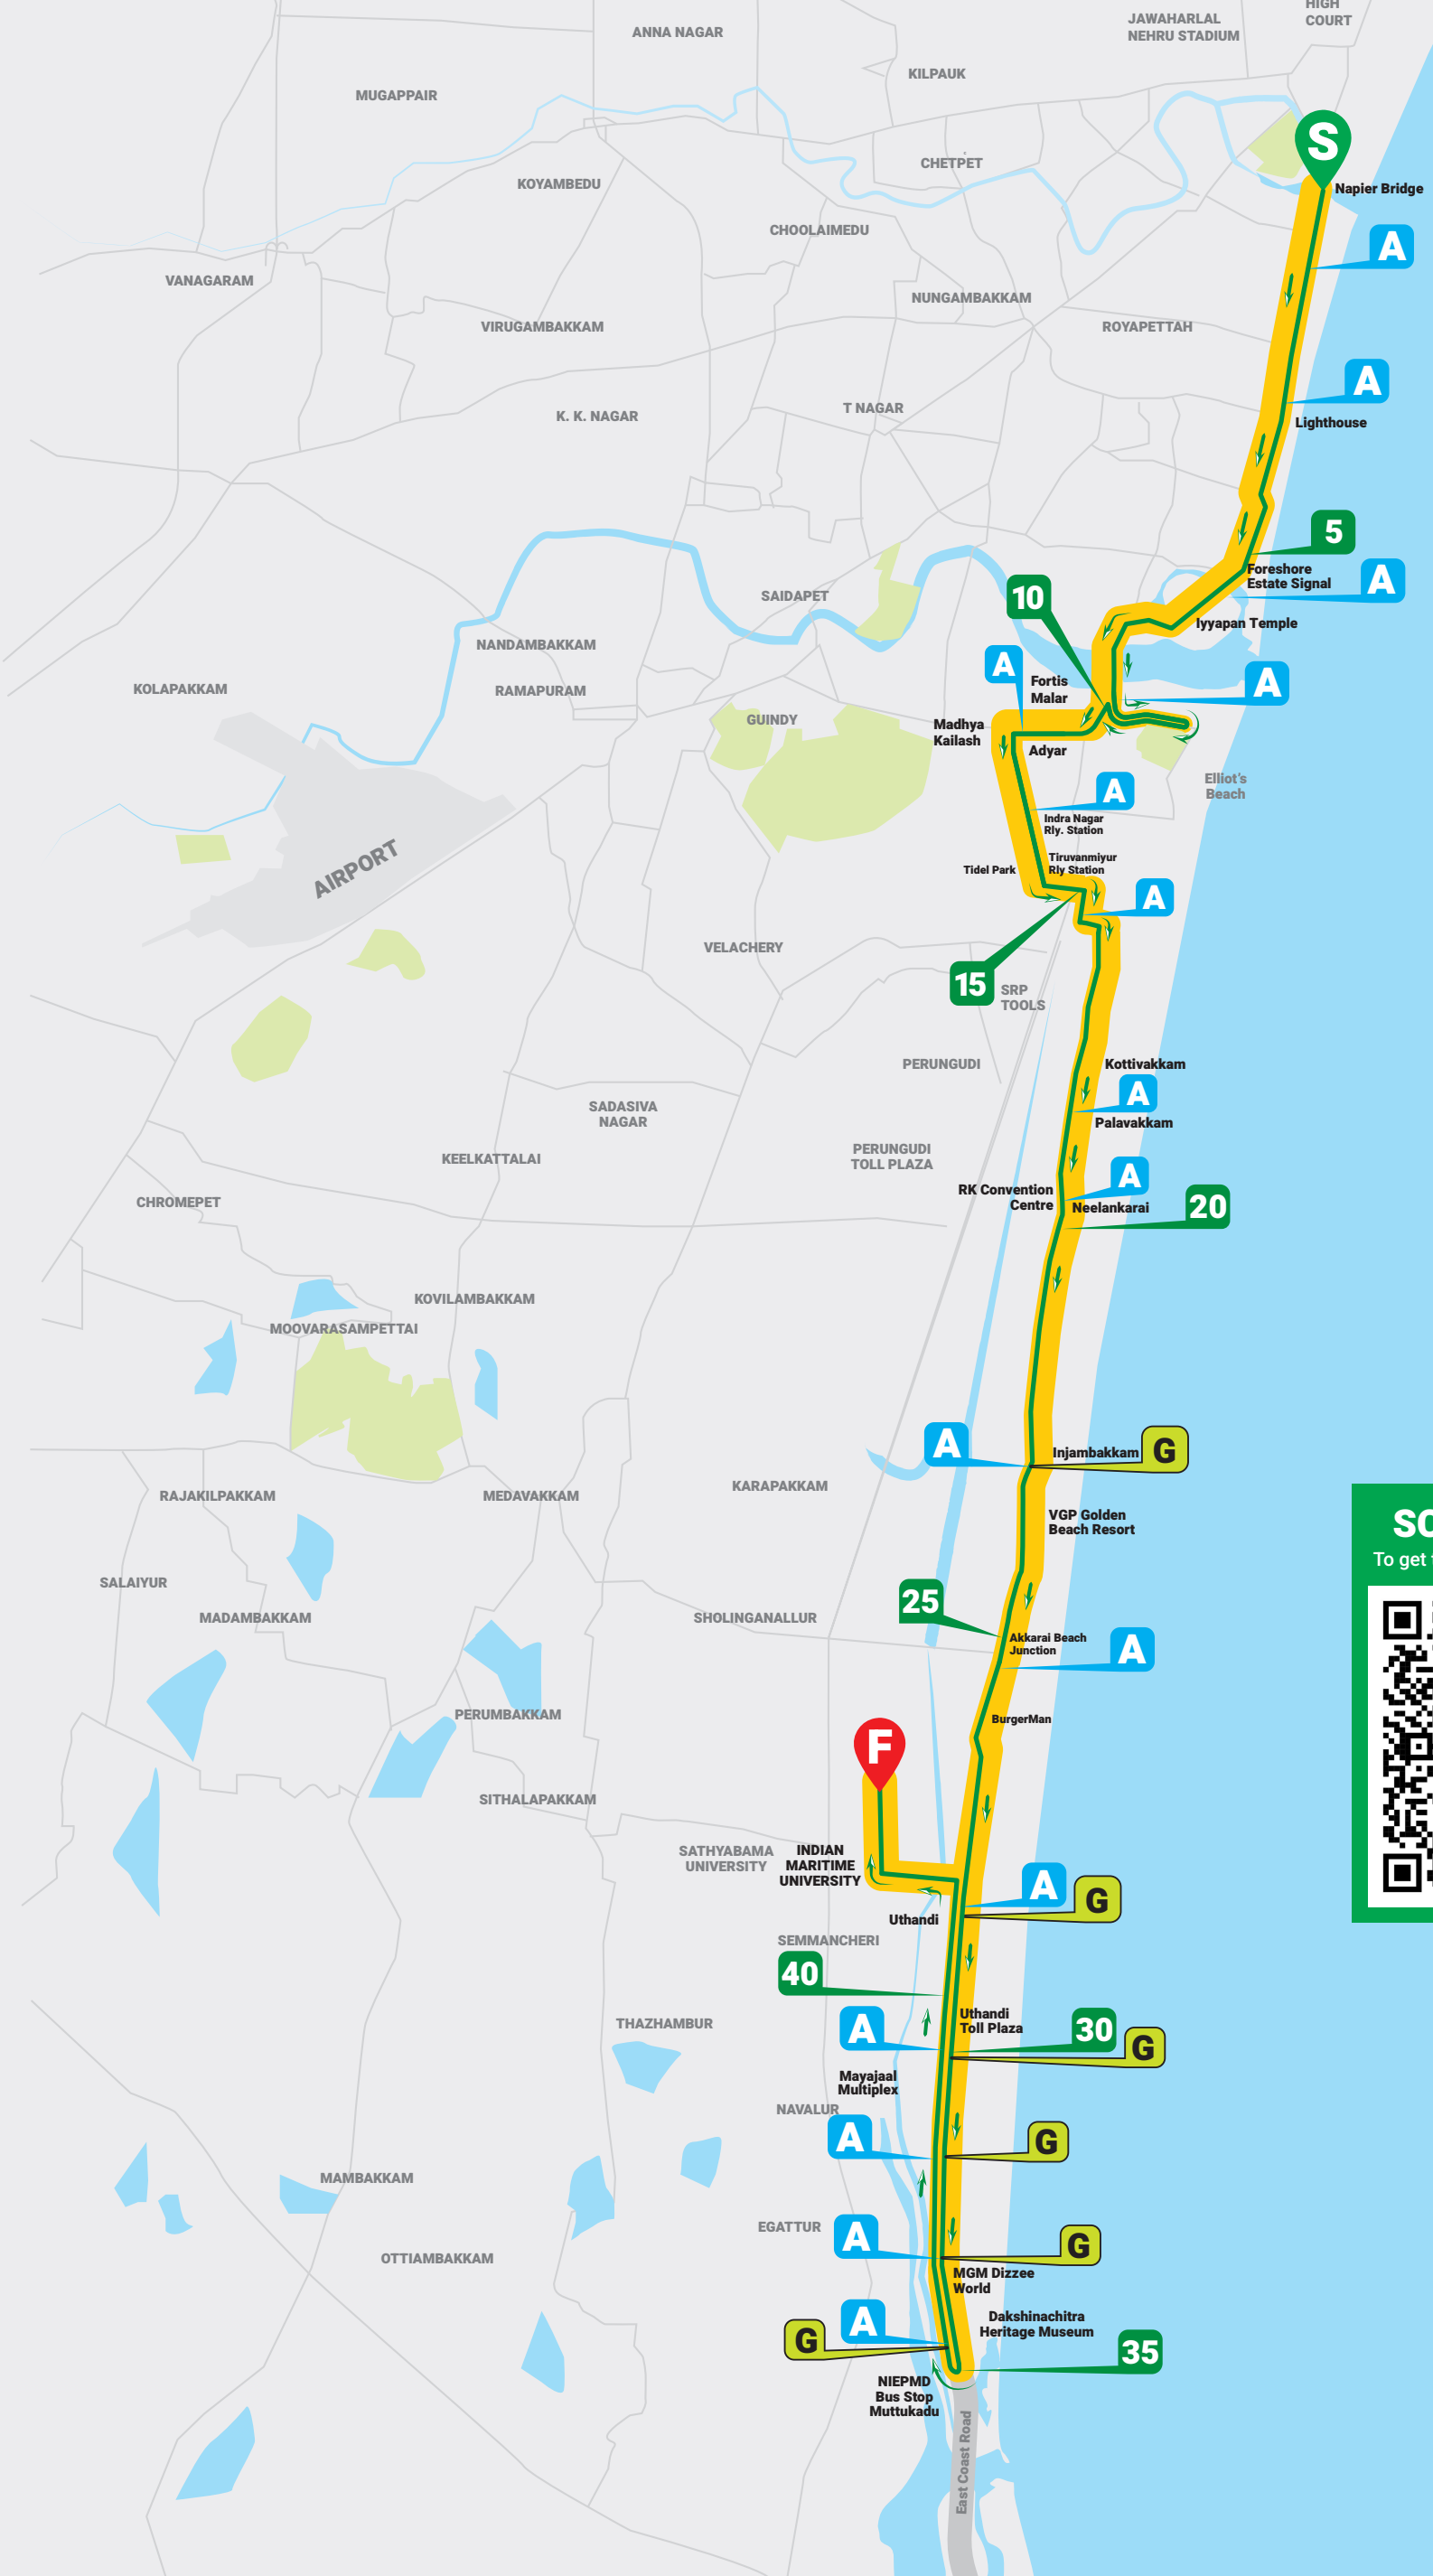 HIGH
COURT
JAWAHARLAL
NEHRU STADIUM
ANNA NAGAR
KILPAUK
MUGAPPAIR
S
CHETPET
KOYAMBEDU
Napier Bridge
CHOOLAIMEDU
A
VANAGARAM
NUNGAMBAKKAM
VIRUGAMBAKKAM
ROYAPETTAH
A
T NAGAR
K. K. NAGAR
Lighthouse
5
Foreshore
Estate Signal
A
SAIDAPET
10
Iyyapan Temple
NANDAMBAKKAM
A
Fortis
Malar
A
KOLAPAKKAM
RAMAPURAM
GUINDY
Madhya
Kailash
Adyar
Elliot's
Beach
A
Indra Nagar
Rly. Station
AIRPORT
Tidel Park
Tiruvanmiyur
Rly Station
A
VELACHERY
15
SRP
TOOLS
PERUNGUDI
Kottivakkam
A
SADASIVA
NAGAR
Palavakkam
PERUNGUDI
TOLL PLAZA
KEELKATTALAI
A
RK Convention
Centre
Neelankarai
20
CHROMEPET
KOVILAMBAKKAM
MOOVARASAMPETTAI
A
Injambakkam
G
KARAPAKKAM
RAJAKILPAKKAM
MEDAVAKKAM
VGP Golden
Beach Resort
SC
To get
SALAIYUR
25
MADAMBAKKAM
SHOLINGANALLUR
Akkarai Beach
Junction
A
PERUMBAKKAM
BurgerMan
F
SITHALAPAKKAM
SATHYABAMA
UNIVERSITY
INDIAN
MARITIME
UNIVERSITY
A
G
Uthandi
SEMMANCHERI
40
Uthandi
Toll Plaza
THAZHAMBUR
A
30
G
Mayajaal
Multiplex
NAVALUR
A
G
MAMBAKKAM
EGATTUR
A
G
OTTIAMBAKKAM
MGM Dizzee
World
Dakshinachitra
Heritage Museum
A
G
35
NIEPMD
Bus Stop
Muttukadu
East Coast Road